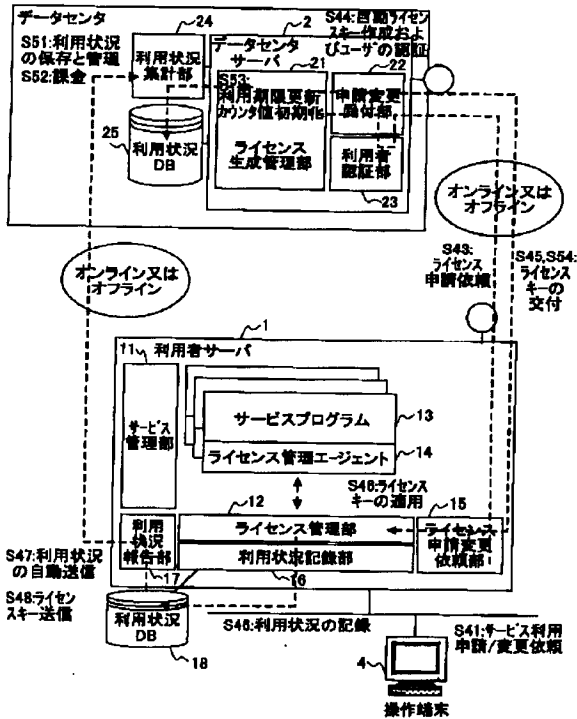 データセンタ
24
2
S44:自動ライセン
スキー作成およ
びユーザの認証
S51:利用状況
の保存と管理
S52:課金
利用状況
集計部
データセンタ
サーバ
21
22
S53:
利用期限更新
カウンタ値初期化
ライセンス
生成管理部
申請変更
受付部
利用者
認証部
23
25
利用状況
DB
オンライン又は
オフライン
オンライン又は
オフライン
S43:
ライセンス
申請依頼
S45,S54:
ライセンス
キーの
交付
1
11
利用者サーバ
サービス
管理部
サービスプログラム
13
ライセンス管理エージェント
14
S46:ライセンス
キーの適用
12
15
利用
状況
報告部
ライセンス管理部
利用状況記録部
ライセンス
申請変更
依頼部
17
16
S47:利用状況
の自動送信
S48:ライセン
スキー送信
利用状況
DB
18
S46:利用状況の記録
S41:サービス利用
申請/変更依頼
4
操作端末